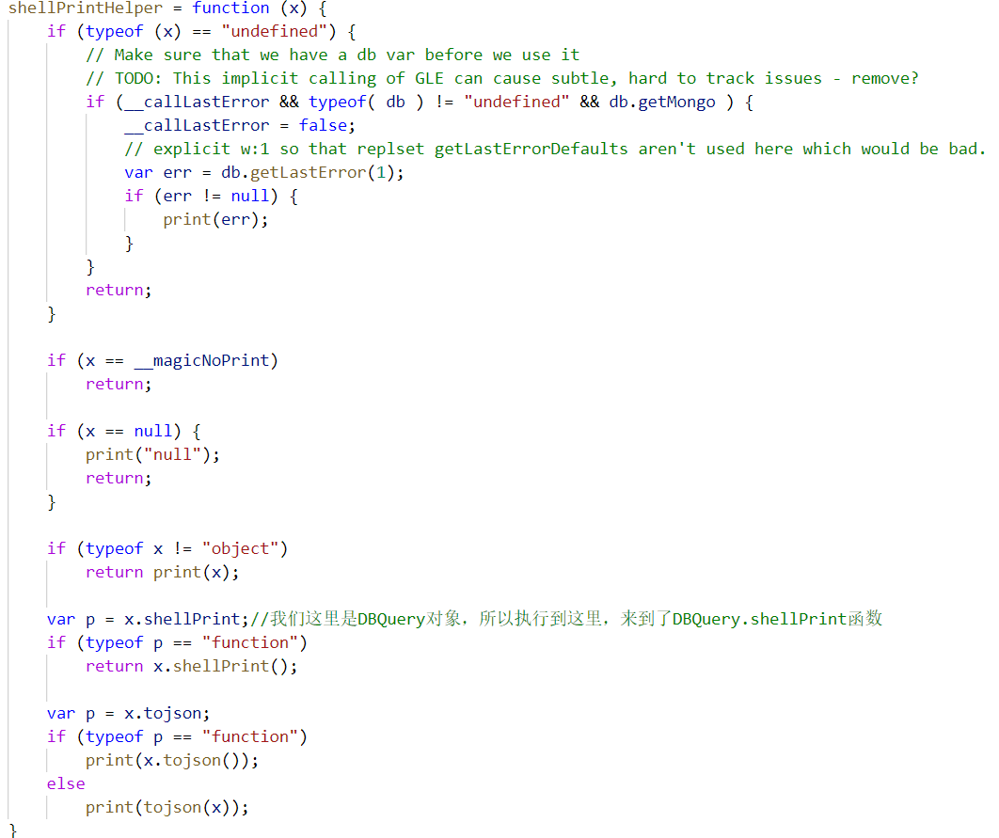 shellPrintHelper = function (x) {
    if (typeof (x) == "undefined") {
        // Make sure that we have a db var before we use it
        // TODO: This implicit calling of GLE can cause subtle, hard to track issues - remove?
        if (__callLastError && typeof( db ) != "undefined" && db.getMongo ) {
            __callLastError = false;
            // explicit w:1 so that replset getLastErrorDefaults aren't used here which would be bad.
            var err = db.getLastError(1);
            if (err != null) {
                print(err);
            }
        }
        return;
    }

    if (x == __magicNoPrint)
        return;

    if (x == null) {
        print("null");
        return;
    }

    if (typeof x != "object")
        return print(x);

    var p = x.shellPrint;//我们这里是DBQuery对象，所以执行到这里，来到了DBQuery.shellPrint函数
    if (typeof p == "function")
        return x.shellPrint();

    var p = x.tojson;
    if (typeof p == "function")
        print(x.tojson());
    else
        print(tojson(x));
}